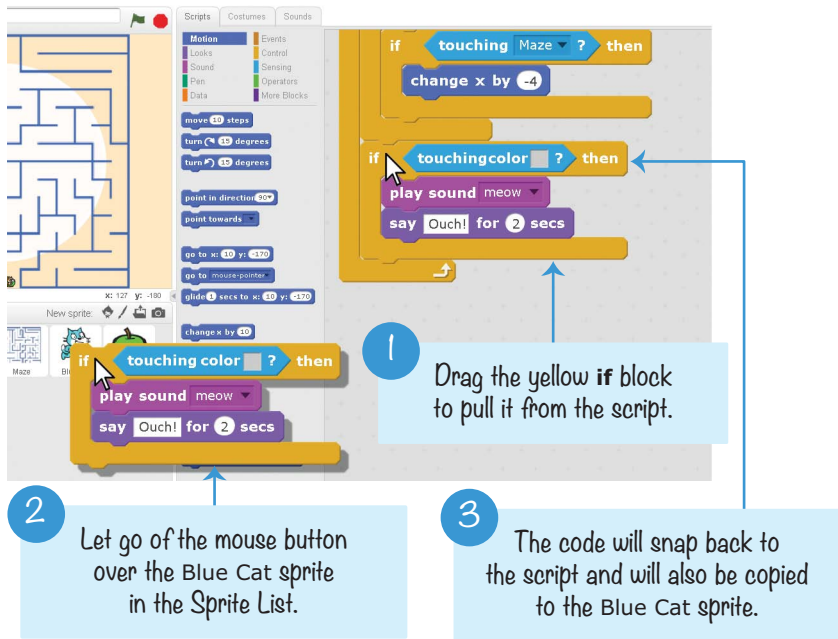 Scripts Costumes Sounds
Motion Events
Looks Control
Sound Sensing
Pen Operators
Data More Blocks
move 10 steps
turn 15 degrees
turn 15 degrees
point in direction 90
point towards
go to x: 10 y: -170
go to mouse-pointer
glide 1 secs to x: 10 y: -170
change x by 10
x: 127 y: -180
New sprite:
Maze
if touching Maze ? then
change x by -4
if touchingcolor ? then
play sound meow
say Ouch! for 2 secs
if touching color ? then
play sound meow
say Ouch! for 2 secs
1
Drag the yellow if block
to pull it from the script.
2
Let go of the mouse button
over the Blue Cat sprite
in the Sprite List.
3
The code will snap back to
the script and will also be copied
to the Blue Cat sprite.